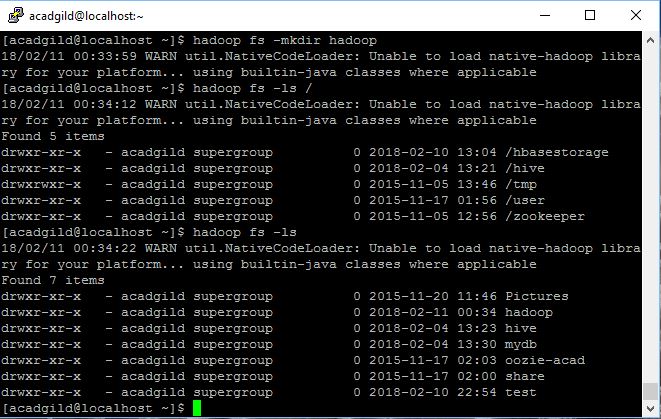 acadgild@localhost:~
[acadgild@localhost ~]$ hadoop fs -mkdir hadoop
18/02/11 00:33:59 WARN util.NativeCodeLoader: Unable to load native-hadoop libra
ry for your platform... using builtin-java classes where applicable
[acadgild@localhost ~]$ hadoop fs -ls /
18/02/11 00:34:12 WARN util.NativeCodeLoader: Unable to load native-hadoop libra
ry for your platform... using builtin-java classes where applicable
Found 5 items
drwxr-xr-x   - acadgild supergroup          0 2018-02-10 13:04 /hbasestorage
drwxr-xr-x   - acadgild supergroup          0 2018-02-04 13:21 /hive
drwxrwxr-x   - acadgild supergroup          0 2015-11-05 13:46 /tmp
drwxr-xr-x   - acadgild supergroup          0 2015-11-17 01:56 /user
drwxr-xr-x   - acadgild supergroup          0 2015-11-05 12:56 /zookeeper
[acadgild@localhost ~]$ hadoop fs -ls
18/02/11 00:34:22 WARN util.NativeCodeLoader: Unable to load native-hadoop libra
ry for your platform... using builtin-java classes where applicable
Found 7 items
drwxr-xr-x   - acadgild supergroup          0 2015-11-20 11:46 Pictures
drwxr-xr-x   - acadgild supergroup          0 2018-02-11 00:34 hadoop
drwxr-xr-x   - acadgild supergroup          0 2018-02-04 13:23 hive
drwxr-xr-x   - acadgild supergroup          0 2018-02-04 13:30 mydb
drwxr-xr-x   - acadgild supergroup          0 2015-11-17 02:03 oozie-acad
drwxr-xr-x   - acadgild supergroup          0 2015-11-17 02:00 share
drwxr-xr-x   - acadgild supergroup          0 2018-02-10 22:54 test
[acadgild@localhost ~]$